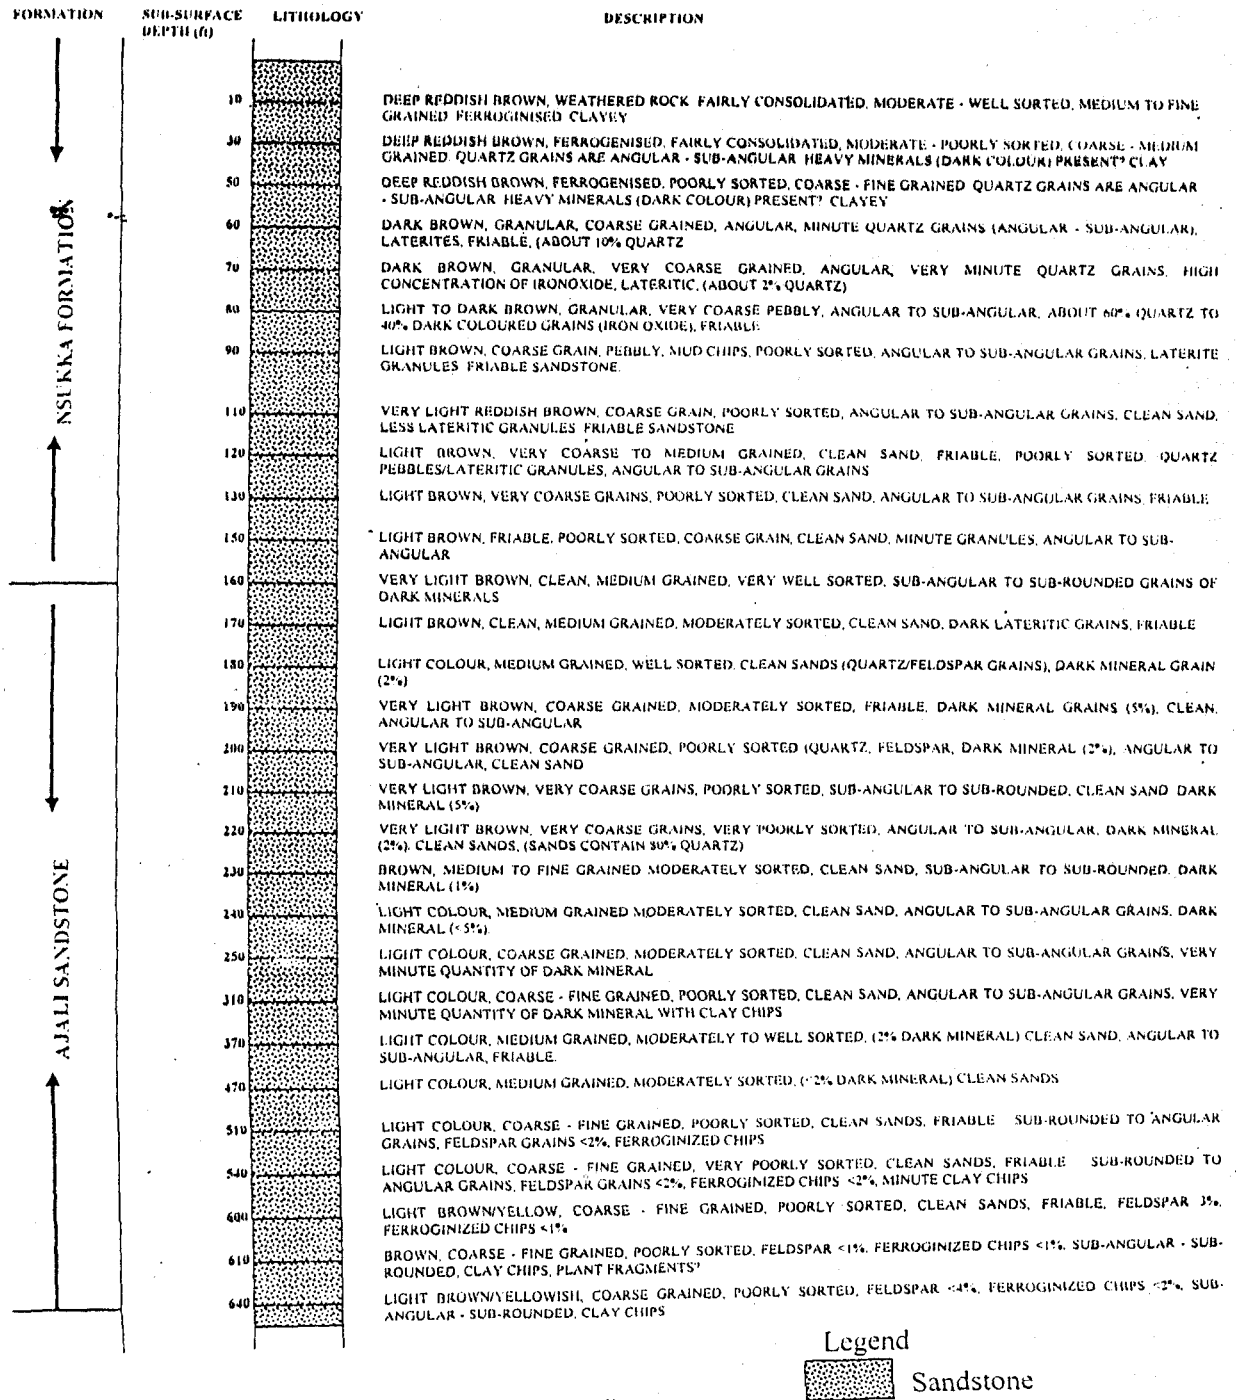 FORMATION SUB-SURFACE DEPTH (ft) LITHOLOGY DESCRIPTION
NSUKKA FORMATION
10 DEEP REDDISH BROWN, WEATHERED ROCK FAIRLY CONSOLIDATED, MODERATE - WELL SORTED, MEDIUM TO FINE
GRAINED FERROGINISED CLAYEY
30 DEEP REDDISH BROWN, FERROGENISED, FAIRLY CONSOLIDATED, MODERATE - POORLY SORTED, COARSE - MEDIUM
GRAINED, QUARTZ GRAINS ARE ANGULAR - SUB-ANGULAR HEAVY MINERALS (DARK COLOUR) PRESENT? CLAY
50 DEEP REDDISH BROWN, FERROGENISED, POORLY SORTED, COARSE - FINE GRAINED QUARTZ GRAINS ARE ANGULAR
- SUB-ANGULAR HEAVY MINERALS (DARK COLOUR) PRESENT? CLAYEY
60 DARK BROWN, GRANULAR, COARSE GRAINED, ANGULAR, MINUTE QUARTZ GRAINS (ANGULAR - SUB-ANGULAR),
LATERITES, FRIABLE, (ABOUT 10% QUARTZ
70 DARK BROWN, GRANULAR, VERY COARSE GRAINED, ANGULAR, VERY MINUTE QUARTZ GRAINS, HIGH
CONCENTRATION OF IRONOXIDE, LATERITIC, (ABOUT 2% QUARTZ)
80 LIGHT TO DARK BROWN, GRANULAR, VERY COARSE PEBBLY, ANGULAR TO SUB-ANGULAR, ABOUT 60% QUARTZ TO
40% DARK COLOURED GRAINS (IRON OXIDE), FRIABLE
90 LIGHT BROWN, COARSE GRAIN, PEBBLY, MUD CHIPS, POORLY SORTED, ANGULAR TO SUB-ANGULAR GRAINS, LATERITE
GRANULES FRIABLE SANDSTONE.
110 VERY LIGHT REDDISH BROWN, COARSE GRAIN, POORLY SORTED, ANGULAR TO SUB-ANGULAR GRAINS, CLEAN SAND,
LESS LATERITIC GRANULES FRIABLE SANDSTONE
120 LIGHT BROWN, VERY COARSE TO MEDIUM GRAINED, CLEAN SAND, FRIABLE, POORLY SORTED, QUARTZ
PEBBLES/LATERITIC GRANULES, ANGULAR TO SUB-ANGULAR GRAINS
130 LIGHT BROWN, VERY COARSE GRAINS, POORLY SORTED, CLEAN SAND, ANGULAR TO SUB-ANGULAR GRAINS, FRIABLE
150 LIGHT BROWN, FRIABLE, POORLY SORTED, COARSE GRAIN, CLEAN SAND, MINUTE GRANULES, ANGULAR TO SUB-
ANGULAR
160 VERY LIGHT BROWN, CLEAN, MEDIUM GRAINED, VERY WELL SORTED, SUB-ANGULAR TO SUB-ROUNDED GRAINS OF
DARK MINERALS
AJALI SANDSTONE
170 LIGHT BROWN, CLEAN, MEDIUM GRAINED, MODERATELY SORTED, CLEAN SAND, DARK LATERITIC GRAINS, FRIABLE
180 LIGHT COLOUR, MEDIUM GRAINED, WELL SORTED, CLEAN SANDS (QUARTZ/FELDSPAR GRAINS), DARK MINERAL GRAIN
(2%)
190 VERY LIGHT BROWN, COARSE GRAINED, MODERATELY SORTED, FRIABLE, DARK MINERAL GRAINS (5%), CLEAN,
ANGULAR TO SUB-ANGULAR
200 VERY LIGHT BROWN, COARSE GRAINED, POORLY SORTED (QUARTZ, FELDSPAR, DARK MINERAL (2%), ANGULAR TO
SUB-ANGULAR, CLEAN SAND
210 VERY LIGHT BROWN, VERY COARSE GRAINS, POORLY SORTED, SUB-ANGULAR TO SUB-ROUNDED, CLEAN SAND DARK
MINERAL (5%)
220 VERY LIGHT BROWN, VERY COARSE GRAINS, VERY POORLY SORTED, ANGULAR TO SUB-ANGULAR, DARK MINERAL
(2%), CLEAN SANDS, (SANDS CONTAIN 80% QUARTZ)
230 BROWN, MEDIUM TO FINE GRAINED MODERATELY SORTED, CLEAN SAND, SUB-ANGULAR TO SUB-ROUNDED, DARK
MINERAL (1%)
240 LIGHT COLOUR, MEDIUM GRAINED MODERATELY SORTED, CLEAN SAND, ANGULAR TO SUB-ANGULAR GRAINS, DARK
MINERAL (<5%)
250 LIGHT COLOUR, COARSE GRAINED, MODERATELY SORTED, CLEAN SAND, ANGULAR TO SUB-ANGULAR GRAINS, VERY
MINUTE QUANTITY OF DARK MINERAL
310 LIGHT COLOUR, COARSE - FINE GRAINED, POORLY SORTED, CLEAN SAND, ANGULAR TO SUB-ANGULAR GRAINS, VERY
MINUTE QUANTITY OF DARK MINERAL WITH CLAY CHIPS
370 LIGHT COLOUR, MEDIUM GRAINED, MODERATELY TO WELL SORTED, (2% DARK MINERAL) CLEAN SAND, ANGULAR TO
SUB-ANGULAR, FRIABLE.
470 LIGHT COLOUR, MEDIUM GRAINED, MODERATELY SORTED, (<2% DARK MINERAL) CLEAN SANDS
510 LIGHT COLOUR, COARSE - FINE GRAINED, POORLY SORTED, CLEAN SANDS, FRIABLE SUB-ROUNDED TO ANGULAR
GRAINS, FELDSPAR GRAINS <2%, FERROGINIZED CHIPS
540 LIGHT COLOUR, COARSE - FINE GRAINED, VERY POORLY SORTED, CLEAN SANDS, FRIABLE SUB-ROUNDED TO
ANGULAR GRAINS, FELDSPAR GRAINS <2%, FERROGINIZED CHIPS <2%, MINUTE CLAY CHIPS
600 LIGHT BROWN/YELLOW, COARSE - FINE GRAINED, POORLY SORTED, CLEAN SANDS, FRIABLE, FELDSPAR 3%,
FERROGINIZED CHIPS <1%
610 BROWN, COARSE - FINE GRAINED, POORLY SORTED, FELDSPAR <1%, FERROGINIZED CHIPS <1%, SUB-ANGULAR - SUB-
ROUNDED, CLAY CHIPS, PLANT FRAGMENTS?
640 LIGHT BROWN/YELLOWISH, COARSE GRAINED, POORLY SORTED, FELDSPAR <4%, FERROGINIZED CHIPS <2%, SUB-
ANGULAR - SUB-ROUNDED, CLAY CHIPS
Legend
Sandstone